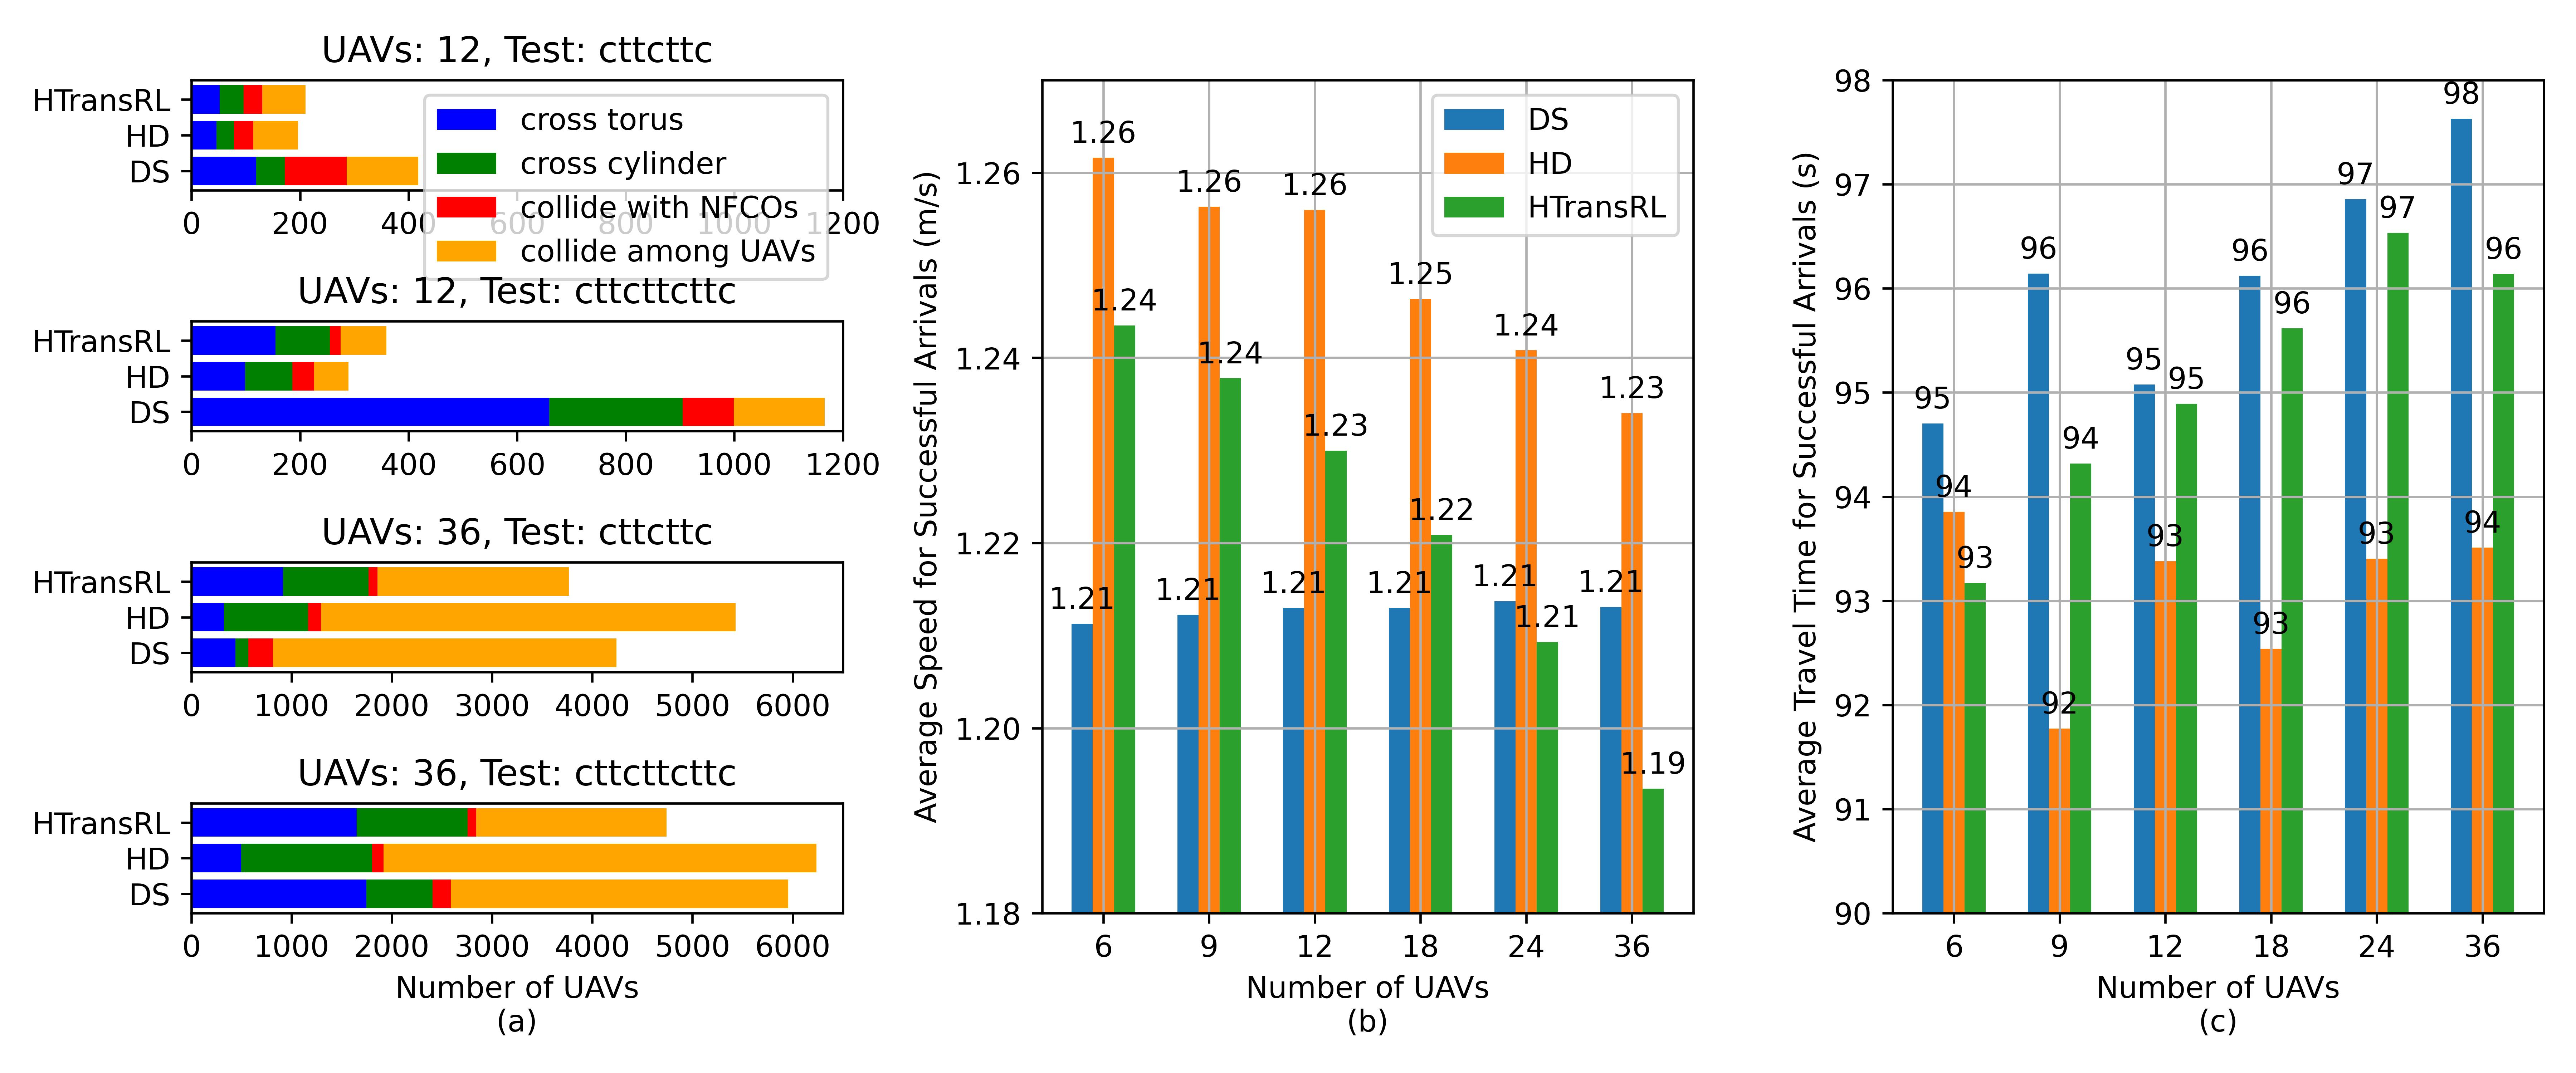 UAVs: 12, Test: cttcttc
HTransRL
HD
DS
0 200 400 600 800 1000 1200
cross torus
cross cylinder
collide with NFCOs
collide among UAVs
UAVs: 12, Test: cttcttcttc
HTransRL
HD
DS
0 200 400 600 800 1000 1200
UAVs: 36, Test: cttcttc
HTransRL
HD
DS
0 1000 2000 3000 4000 5000 6000
UAVs: 36, Test: cttcttcttc
HTransRL
HD
DS
0 1000 2000 3000 4000 5000 6000
Number of UAVs
(a)
Average Speed for Successful Arrivals (m/s)
1.26
1.24
1.22
1.20
1.18
DS
HD
HTransRL
1.21 1.26 1.24
1.21 1.26 1.24
1.21 1.26 1.23
1.21 1.25 1.22
1.21 1.24 1.21
1.21 1.23 1.19
6 9 12 18 24 36
Number of UAVs
(b)
Average Travel Time for Successful Arrivals (s)
98
97
96
95
94
93
92
91
90
95 94 93
96 92 94
95 93 95
96 93 96
97 93 97
98 94 96
6 9 12 18 24 36
Number of UAVs
(c)